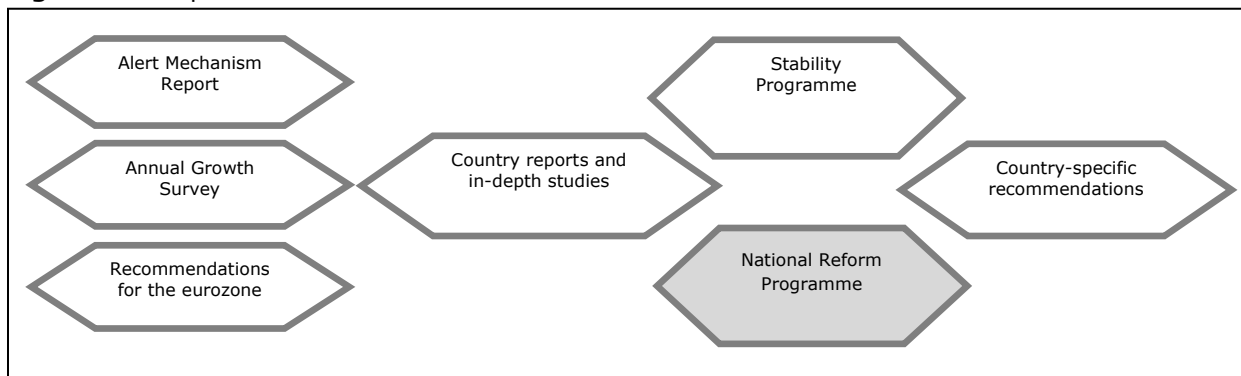 Alert Mechanism
Report
Annual Growth
Survey
Recommendations
for the eurozone
Country reports and
in-depth studies
Stability
Programme
National Reform
Programme
Country-specific
recommendations